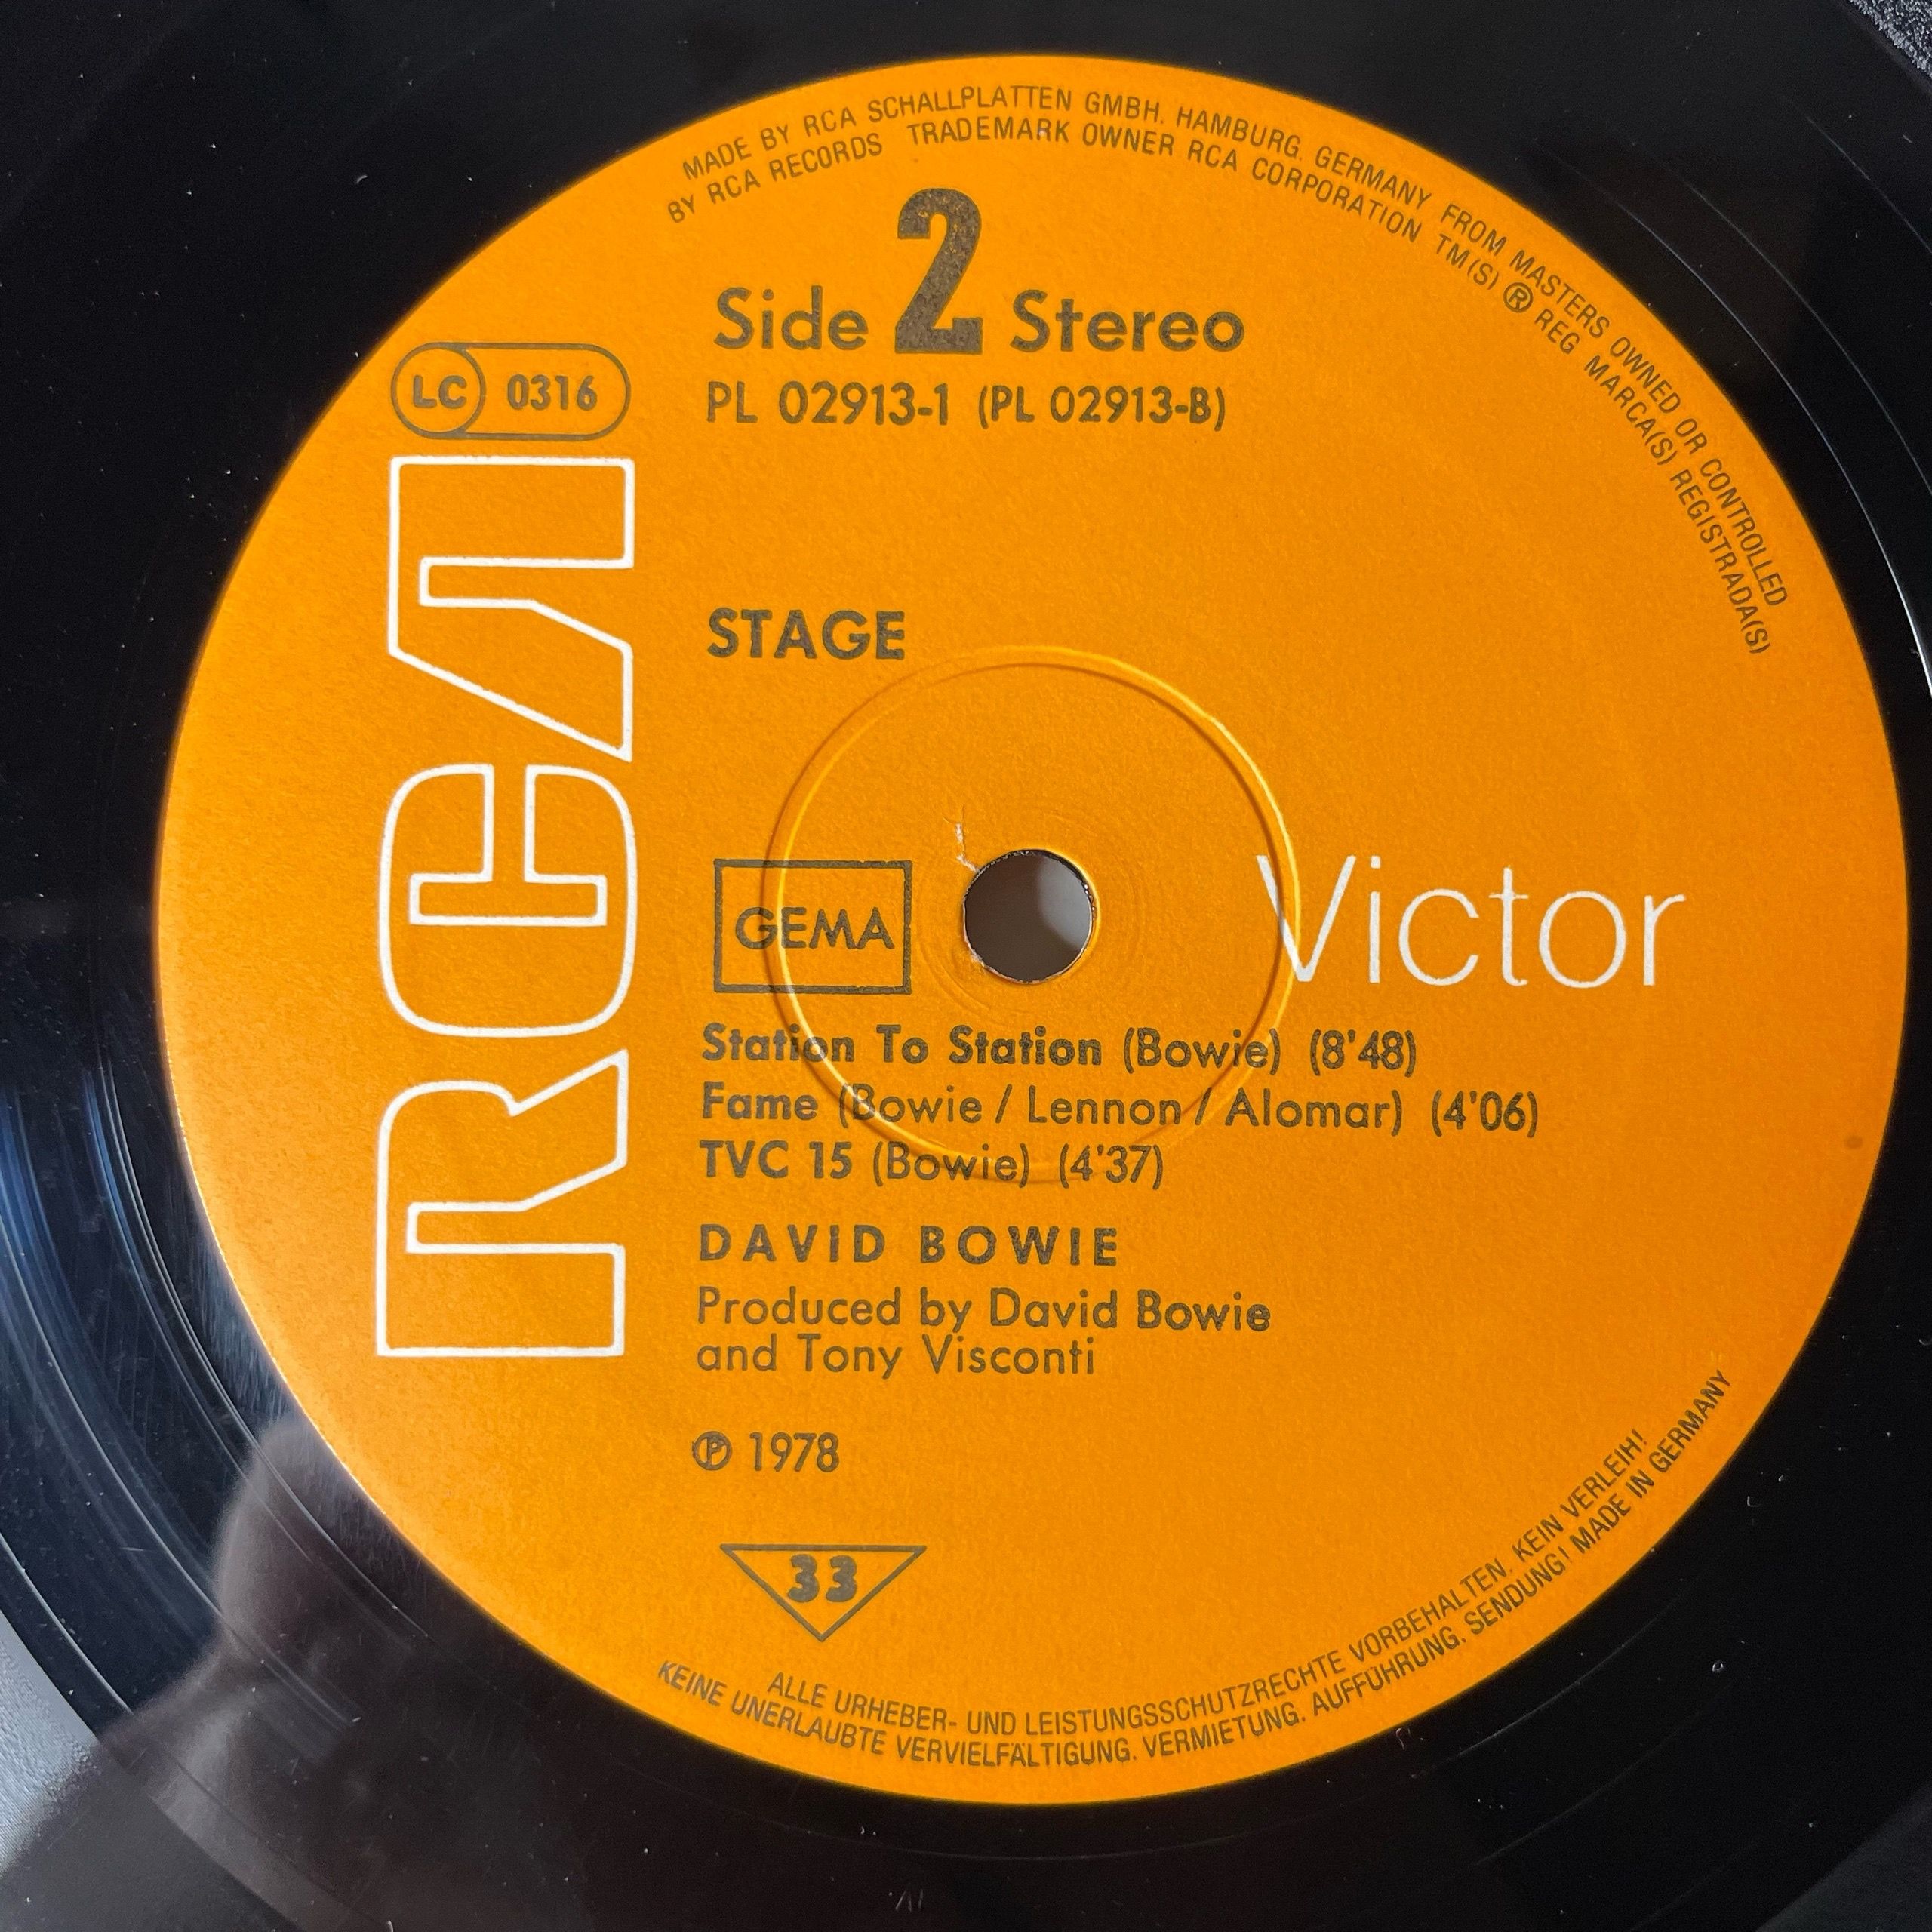 MADE BY RCA SCHALLPLATTEN GMBH. HAMBURG. GERMANY FROM MASTERS OWNED OR CONTROLLED
BY RCA RECORDS TRADEMARK OWNER RCA CORPORATION TM(S) ® REG MARCA(S) REGISTRADA(S)
Side 2 Stereo
LC 0316
PL 02913-1 (PL 02913-B)
RCA
STAGE
GEMA
Victor
Station To Station (Bowie) (8'48)
Fame (Bowie / Lennon / Alomar) (4'06)
TVC 15 (Bowie) (4'37)
DAVID BOWIE
Produced by David Bowie
and Tony Visconti
℗ 1978
33
ALLE URHEBER- UND LEISTUNGSSCHUTZRECHTE VORBEHALTEN. KEIN VERLEIH!
KEINE UNERLAUBTE VERVIELFÄLTIGUNG. VERMIETUNG. AUFFÜHRUNG. SENDUNG! MADE IN GERMANY